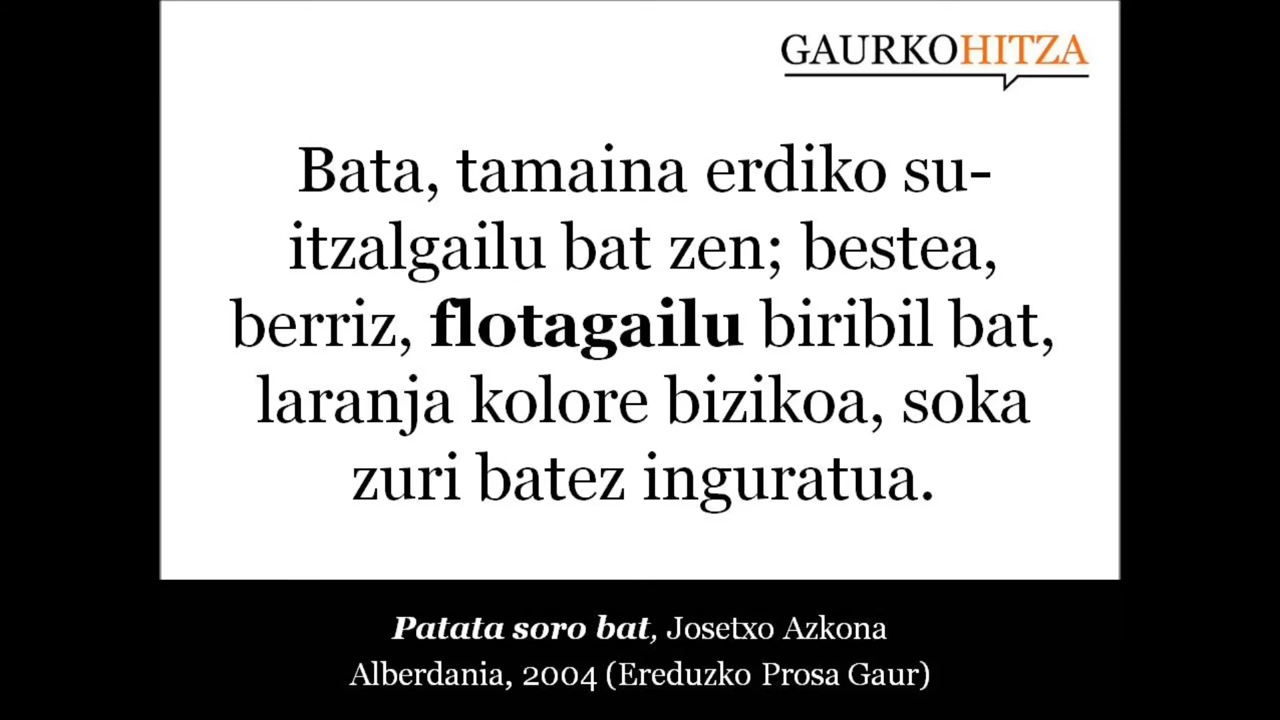 GAURKOHITZA
Bata, tamaina erdiko su-
itzalgailu bat zen; bestea,
berriz, flotagailu biribil bat,
laranja kolore bizikoa, soka
zuri batez inguratua.
Patata soro bat, Josetxo Azkona
Alberdania, 2004 (Ereduzko Prosa Gaur)